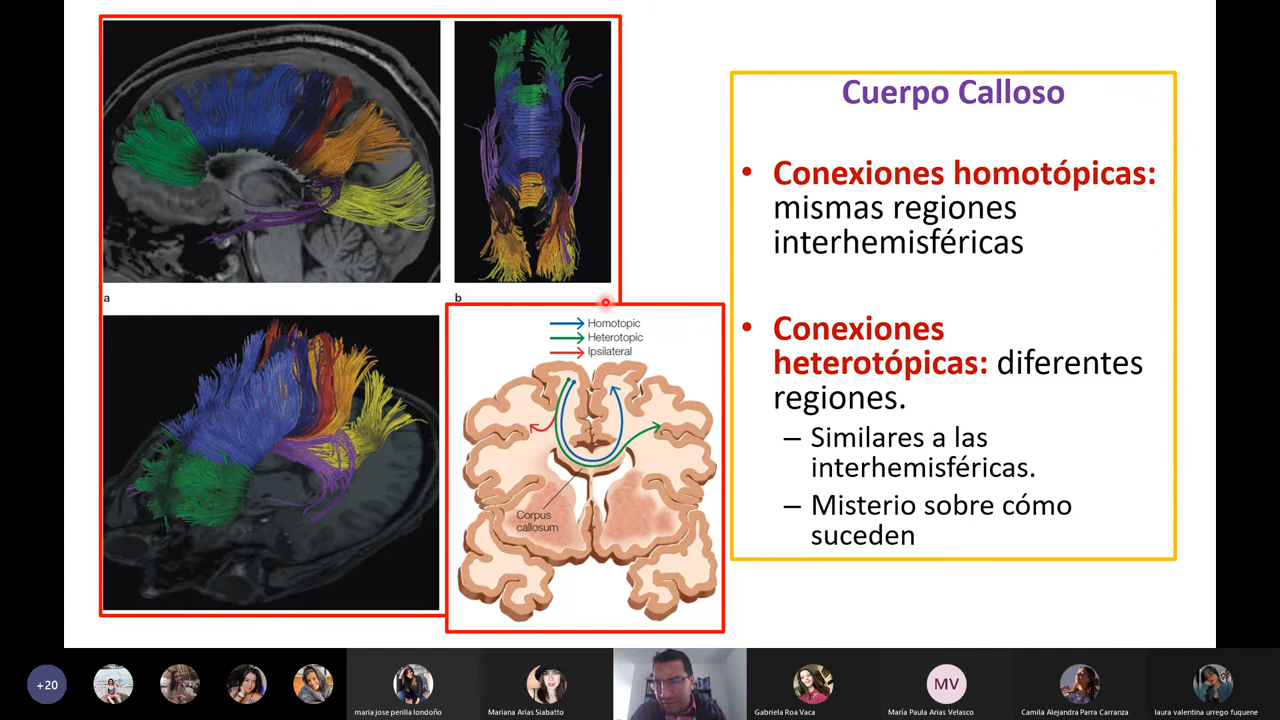 a
b
Homotopic
Heterotopic
Ipsilateral
Corpus
callosum
Cuerpo Calloso
• Conexiones homotópicas:
mismas regiones
interhemisféricas
• Conexiones
heterotópicas: diferentes
regiones.
– Similares a las
interhemisféricas.
– Misterio sobre cómo
suceden
+20
maria jose perilla londoño
Mariana Arias Siabatto
Gabriela Roa Vaca
MV
María Paula Arias Velasco
Camila Alejandra Parra Carranza
laura valentina urrego fuquene